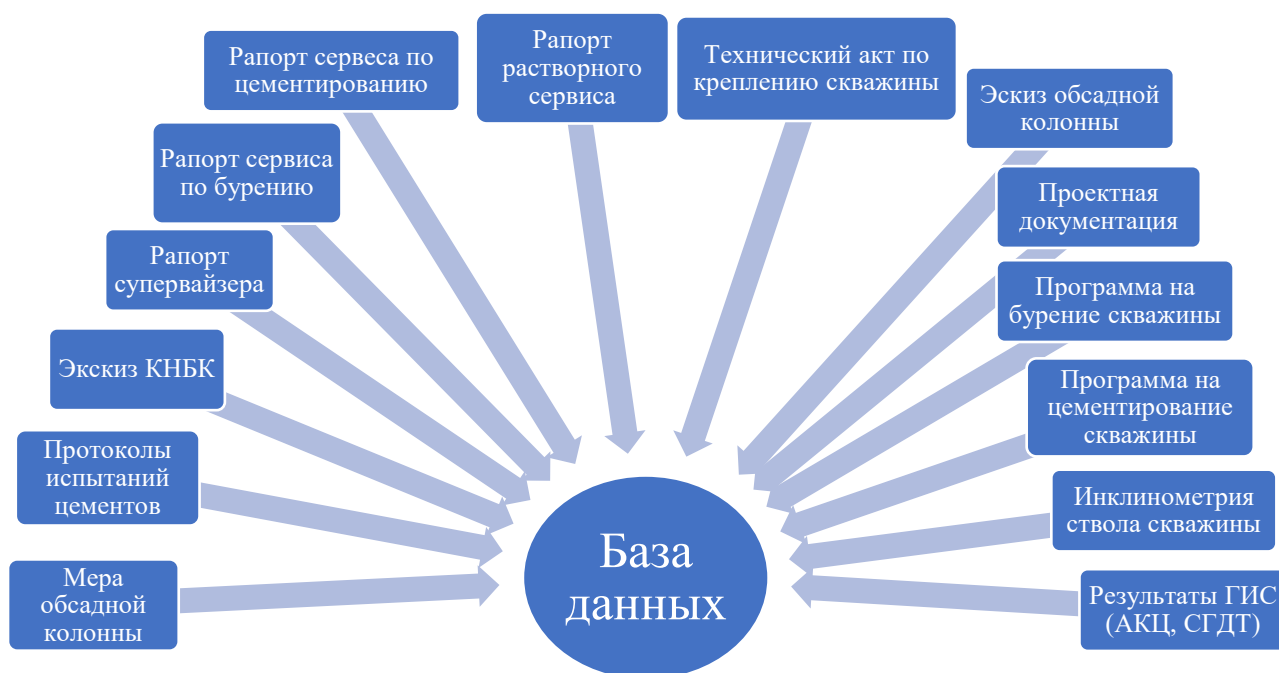 Рапорт сервеса по
цементированию
Рапорт
растворного
сервиса
Технический акт по
креплению скважины
Эскиз обсадной
колонны
Рапорт сервиса
по бурению
Проектная
документация
Рапорт
супервайзера
Программа на
бурение скважины
Экскиз КНБК
Программа на
цементирование
скважины
Протоколы
испытаний
цементов
Инклинометрия
ствола скважины
Мера
обсадной
колонны
База
данных
Результаты ГИС
(АКЦ, СГДТ)